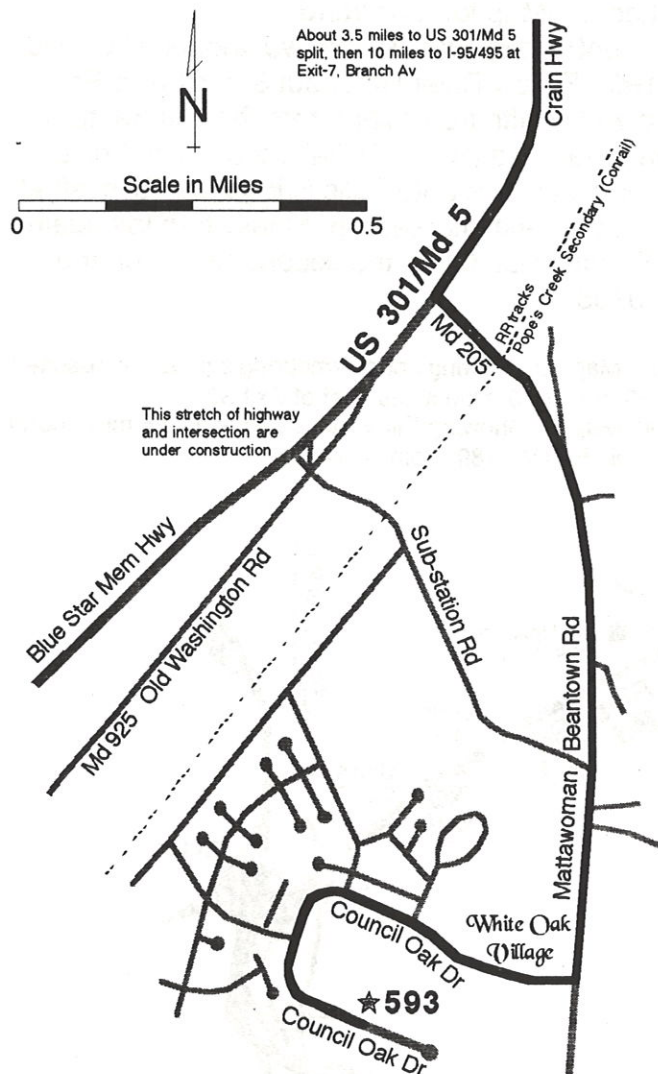 About 3.5 miles to US 301/Md 5
split, then 10 miles to I-95/495 at
Exit-7, Branch Av
Crain Hwy
N
Scale in Miles
0
0.5
US 301/Md 5
RR tracks
Pope's Creek Secondary (Conrail)
Md 205
This stretch of highway
and intersection are
under construction
Blue Star Mem Hwy
Md 925 Old Washington Rd
Sub-station Rd
Mattawoman Beantown Rd
White Oak
Village
Council Oak Dr
593
Council Oak Dr